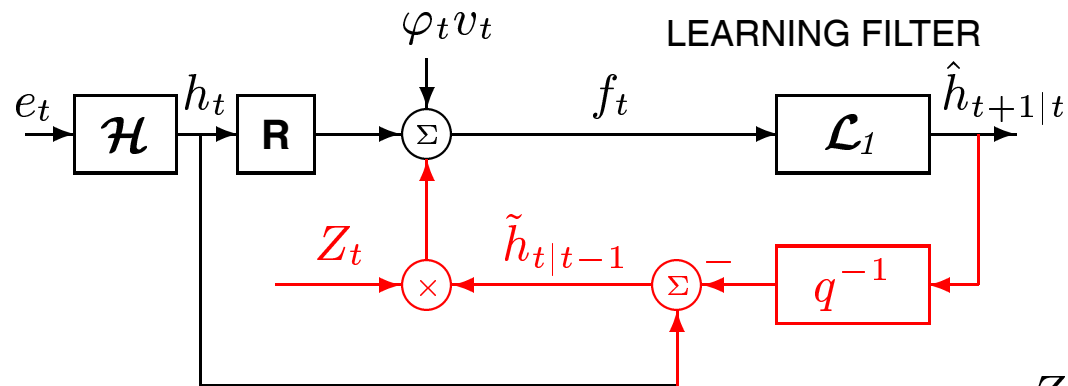 φ_t v_t
LEARNING FILTER
e_t
𝓗
h_t
R
Σ
f_t
𝓛_1
ĥ_{t+1|t}
Z_t
×
h̃_{t|t−1}
Σ
−
q^{−1}